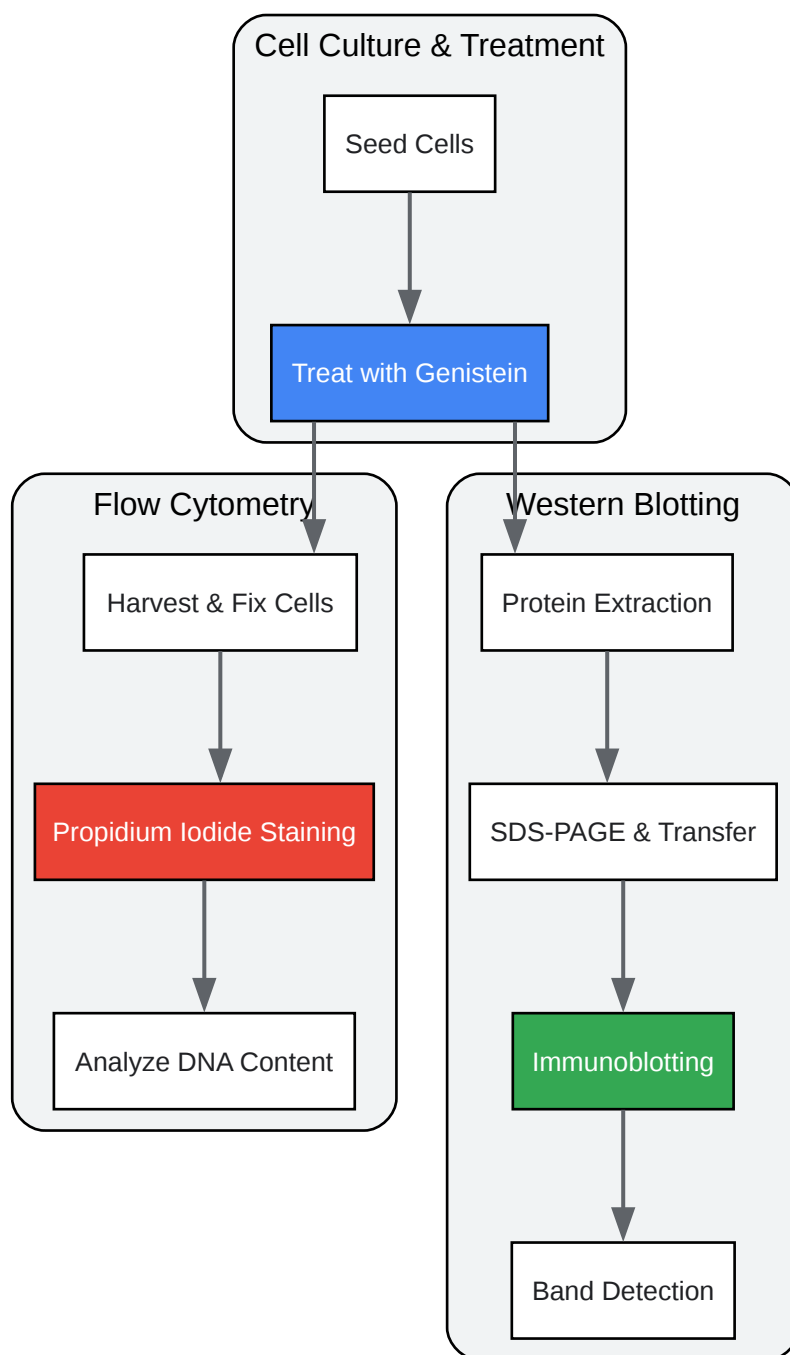 Cell Culture & Treatment
Seed Cells
Treat with Genistein
Flow Cytometry
Harvest & Fix Cells
Propidium Iodide Staining
Analyze DNA Content
Western Blotting
Protein Extraction
SDS-PAGE & Transfer
Immunoblotting
Band Detection